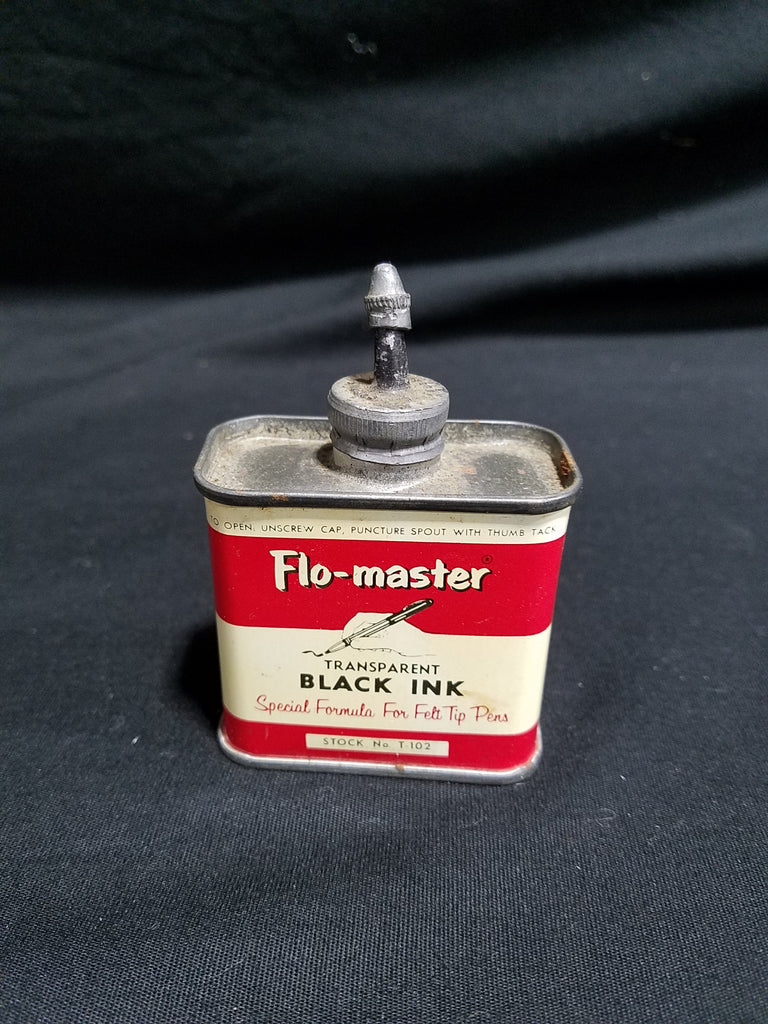 TO OPEN, UNSCREW CAP, PUNCTURE SPOUT WITH THUMB TACK
Flo-master®
TRANSPARENT
BLACK INK
Special Formula For Felt Tip Pens
STOCK No. T-102